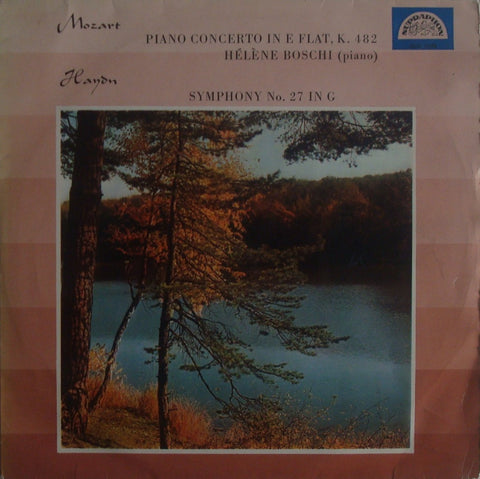 Mozart
PIANO CONCERTO IN E FLAT, K. 482
HÉLÈNE BOSCHI (piano)
Haydn
SYMPHONY No. 27 IN G
SUPRAPHON